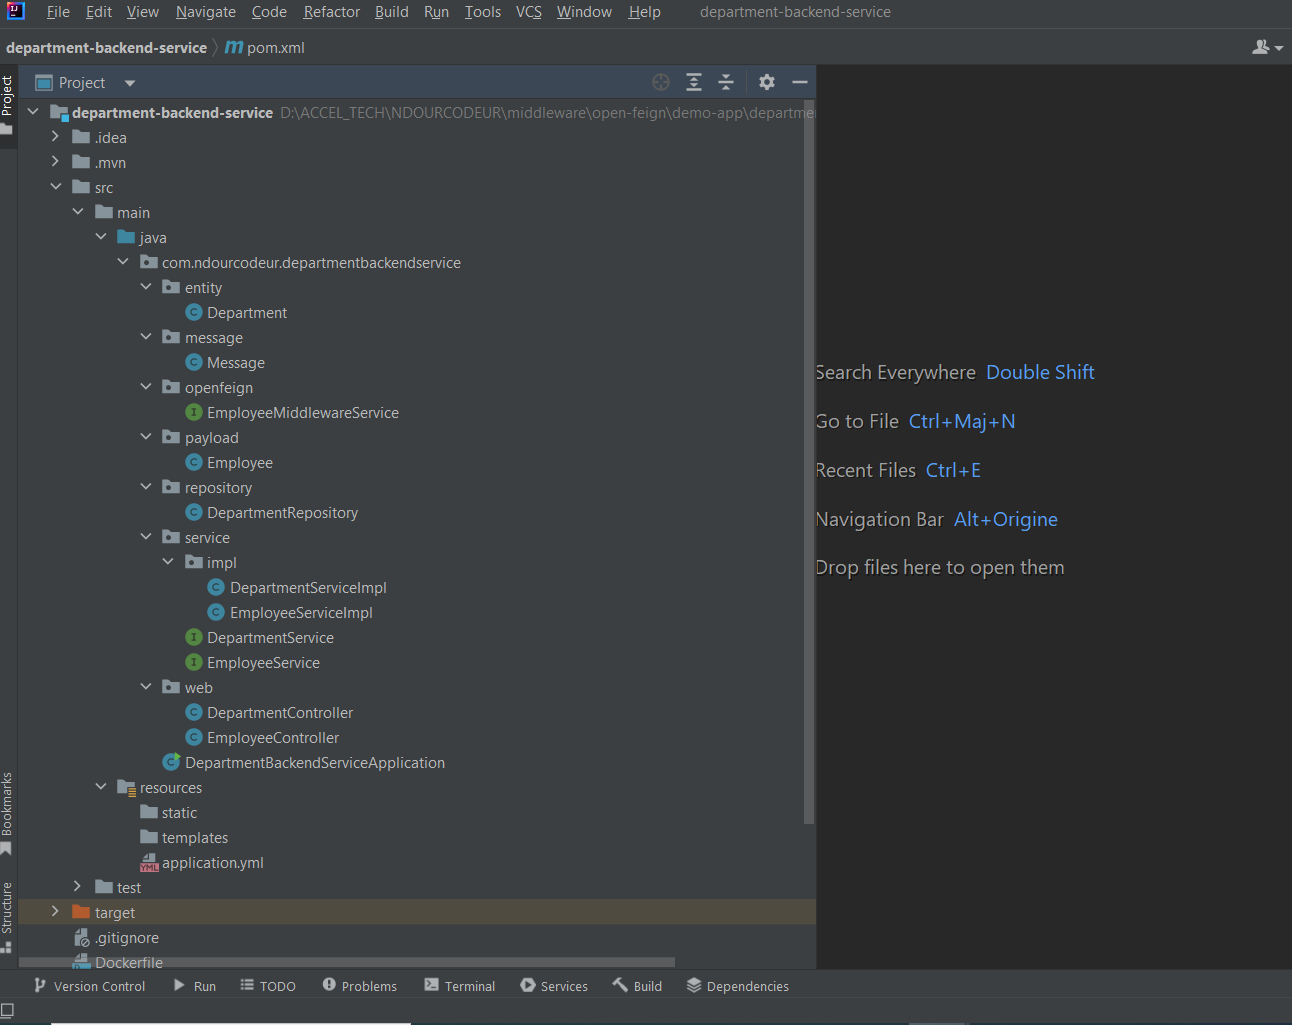 File Edit View Navigate Code Refactor Build Run Tools VCS Window Help department-backend-service
department-backend-service pom.xml
Project
Project
department-backend-service D:\ACCEL_TECH\NDOURCODEUR\middleware\open-feign\demo-app\departmen
.idea
.mvn
src
main
java
com.ndourcodeur.departmentbackendservice
entity
Department
message
Message
openfeign
EmployeeMiddlewareService
payload
Employee
repository
DepartmentRepository
service
impl
DepartmentServiceImpl
EmployeeServiceImpl
DepartmentService
EmployeeService
web
DepartmentController
EmployeeController
DepartmentBackendServiceApplication
resources
static
templates
application.yml
test
target
.gitignore
Dockerfile
Search Everywhere Double Shift
Go to File Ctrl+Maj+N
Recent Files Ctrl+E
Navigation Bar Alt+Origine
Drop files here to open them
Bookmarks
Structure
Version Control Run TODO Problems Terminal Services Build Dependencies